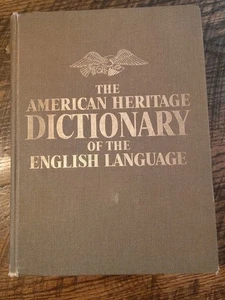 THE
AMERICAN HERITAGE
DICTIONARY
OF THE
ENGLISH LANGUAGE